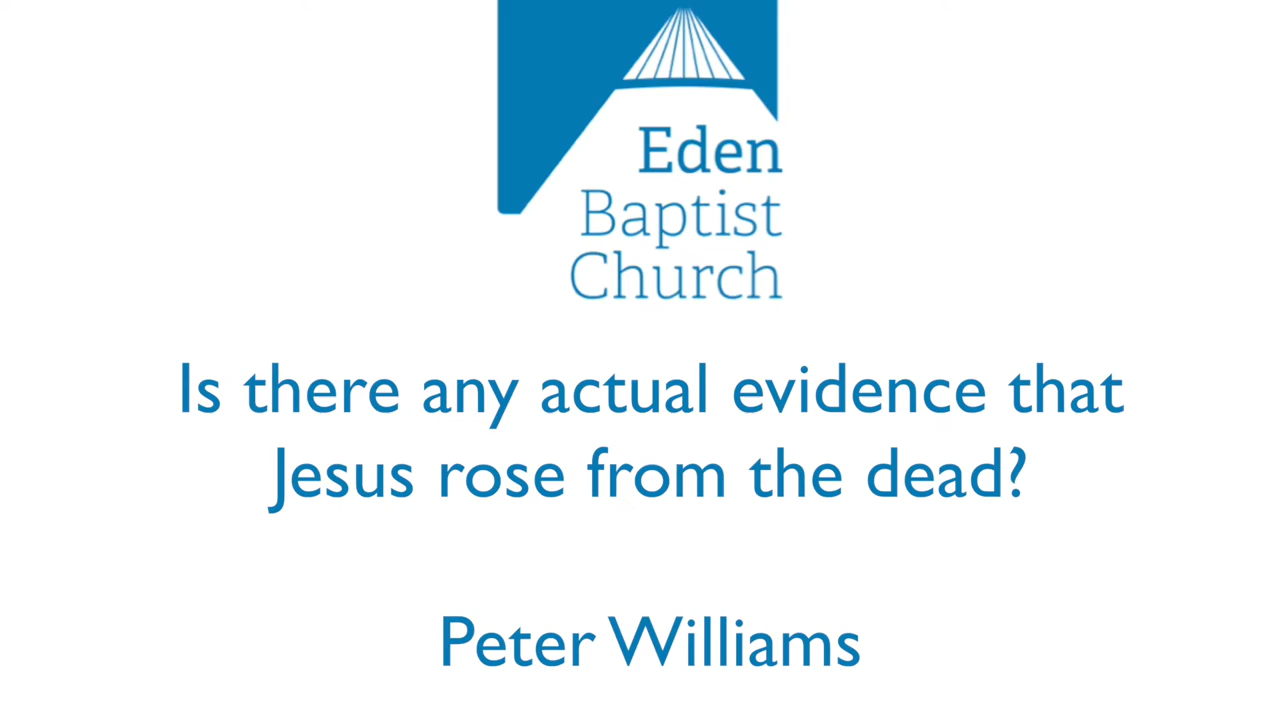 Eden
Baptist
Church
Is there any actual evidence that
Jesus rose from the dead?
Peter Williams